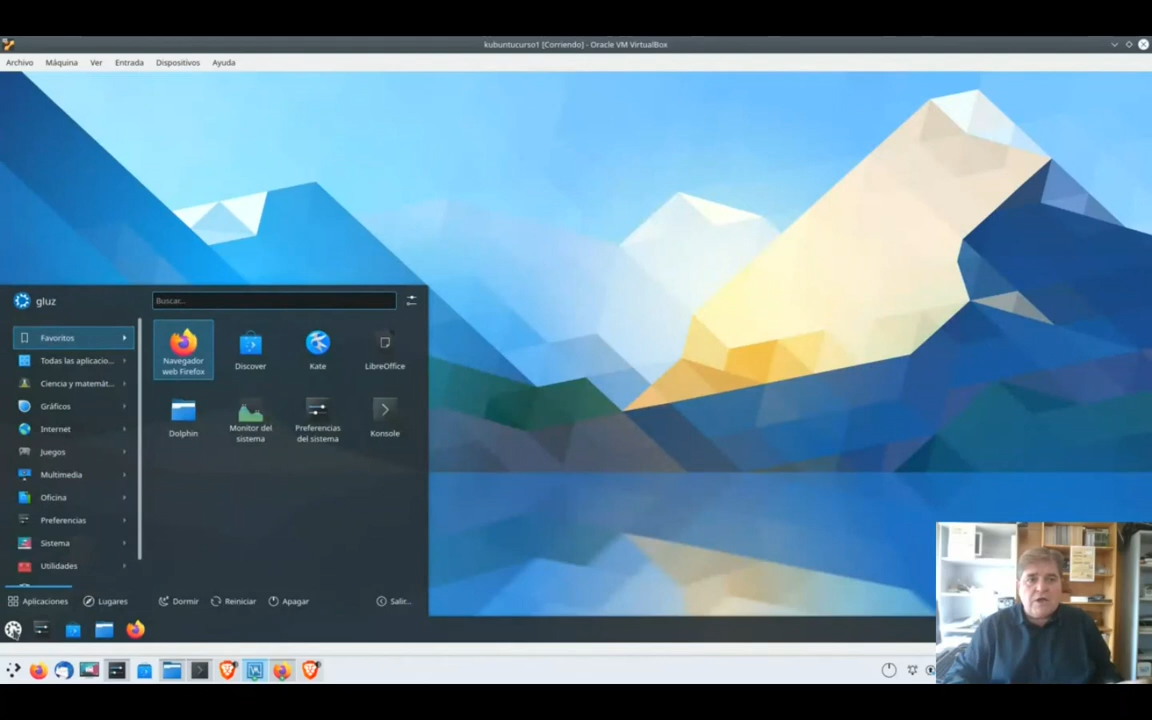 kubuntucurso1 [Corriendo] - Oracle VM VirtualBox
Archivo Máquina Ver Entrada Dispositivos Ayuda
gluz
Buscar...
Favoritos
Todas las aplicacio...
Ciencia y matemát...
Gráficos
Internet
Juegos
Multimedia
Oficina
Preferencias
Sistema
Utilidades
Navegador
web Firefox
Discover
Kate
LibreOffice
Dolphin
Monitor del
sistema
Preferencias
del sistema
Konsole
Aplicaciones Lugares Dormir Reiniciar Apagar Salir...